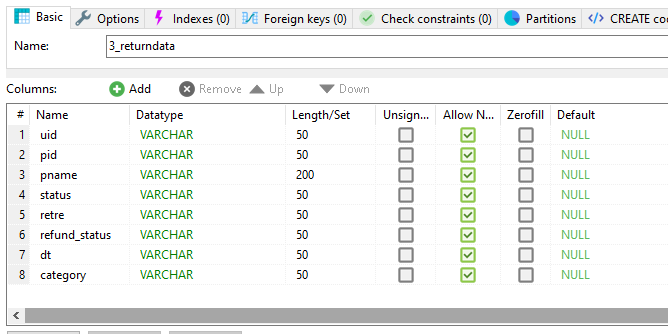 Basic Options Indexes (0) Foreign keys (0) Check constraints (0) Partitions </> CREATE co
Name: 3_returndata
Columns: Add Remove Up Down
# Name Datatype Length/Set Unsign... Allow N... Zerofill Default
1 uid VARCHAR 50 NULL
2 pid VARCHAR 50 NULL
3 pname VARCHAR 200 NULL
4 status VARCHAR 50 NULL
5 retre VARCHAR 50 NULL
6 refund_status VARCHAR 50 NULL
7 dt VARCHAR 50 NULL
8 category VARCHAR 50 NULL